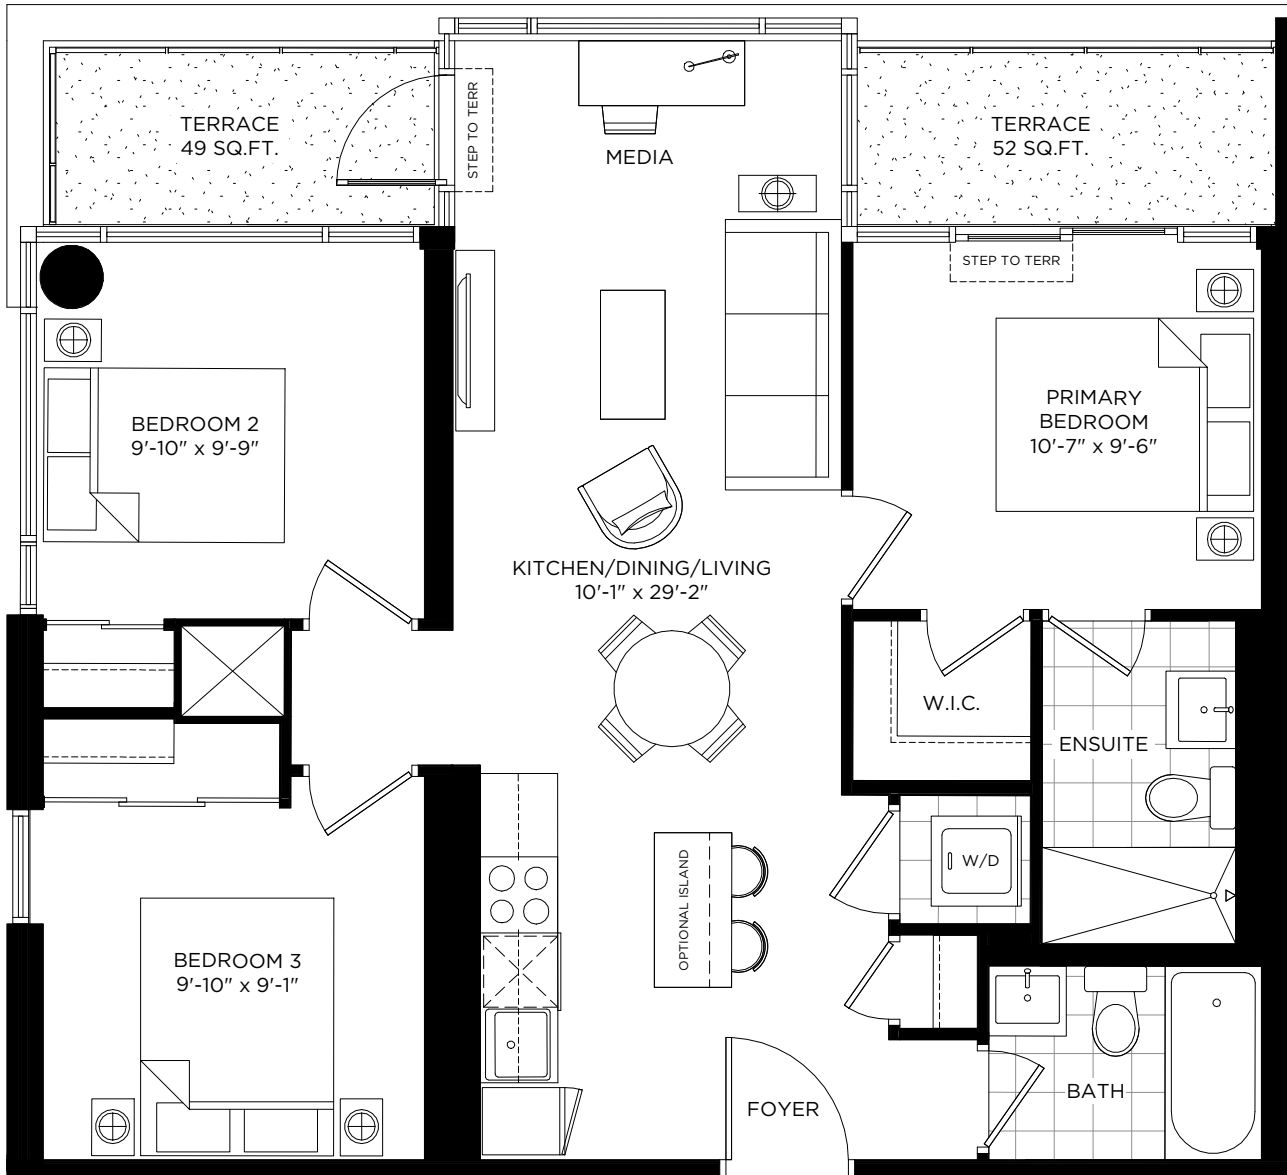 TERRACE
49 SQ.FT.
STEP TO TERR
MEDIA
TERRACE
52 SQ.FT.
STEP TO TERR
BEDROOM 2
9'-10" x 9'-9"
PRIMARY
BEDROOM
10'-7" x 9'-6"
KITCHEN/DINING/LIVING
10'-1" x 29'-2"
W.I.C.
ENSUITE
W/D
OPTIONAL ISLAND
BEDROOM 3
9'-10" x 9'-1"
FOYER
BATH